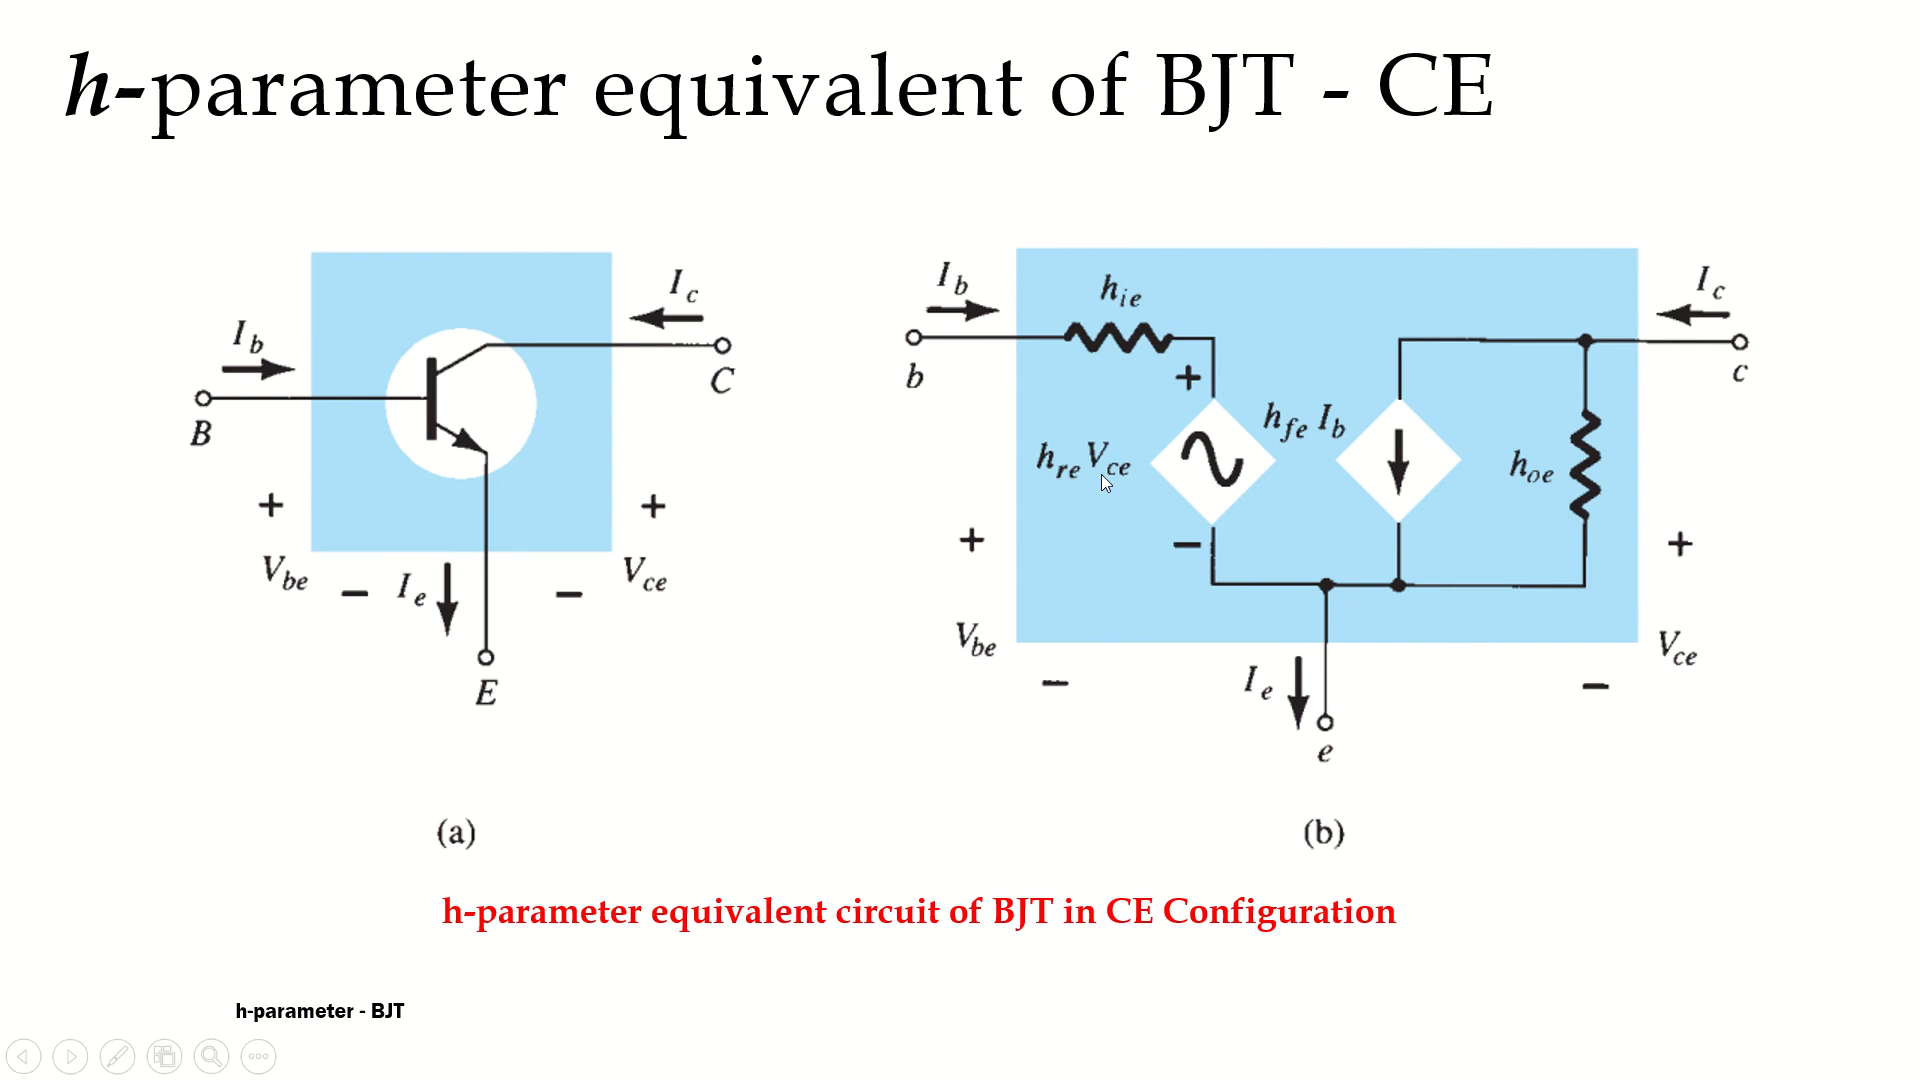 h-parameter equivalent of BJT - CE
I_b
B
I_c
C
+
V_be
−
I_e
−
+
V_ce
E
(a)
I_b
b
h_ie
+
h_re V_ce
−
h_fe I_b
h_oe
I_c
c
+
V_be
−
I_e
e
+
V_ce
−
(b)
h-parameter equivalent circuit of BJT in CE Configuration
h-parameter - BJT